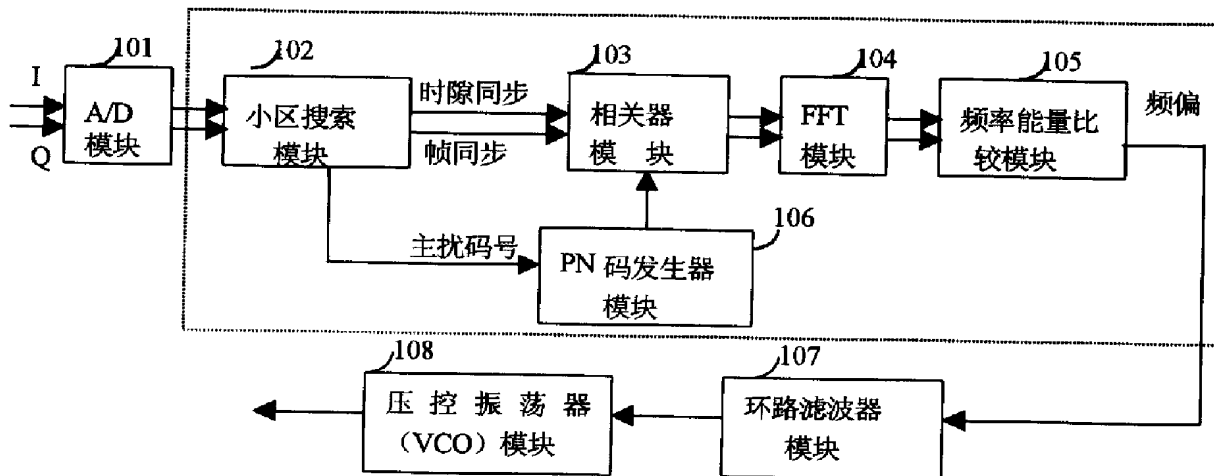 101
I
Q
A/D
模块
102
小区搜索
模块
时隙同步
帧同步
103
相关器
模 块
104
FFT
模块
105
频率能量比
较模块
频偏
主扰码号
106
PN 码发生器
模块
108
压 控 振 荡 器
（VCO）模块
107
环路滤波器
模块